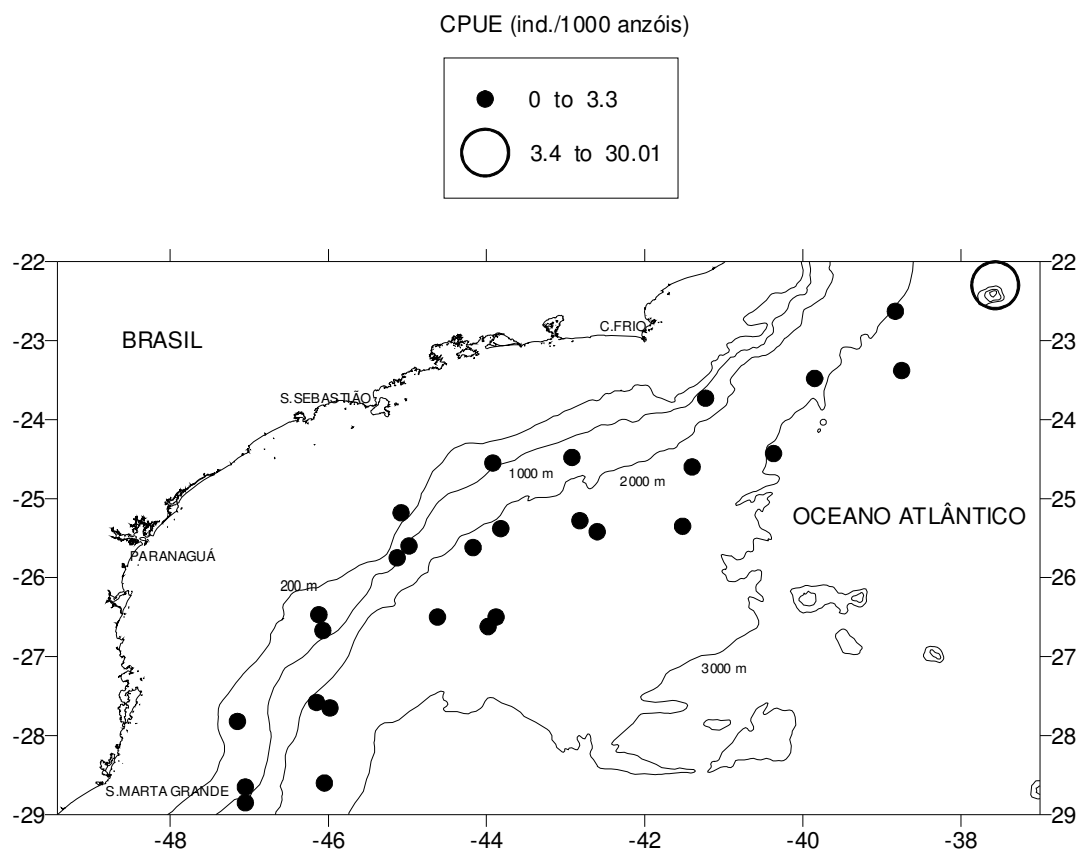 CPUE (ind./1000 anzóis)
0 to 3.3
3.4 to 30.01
-22
22
-23
23
-24
24
-25
25
-26
26
-27
27
-28
28
-29
29
BRASIL
C.FRIO
S.SEBASTIÃO
1000 m
2000 m
OCEANO ATLÂNTICO
PARANAGUÁ
200 m
3000 m
S.MARTA GRANDE
-48
-46
-44
-42
-40
-38